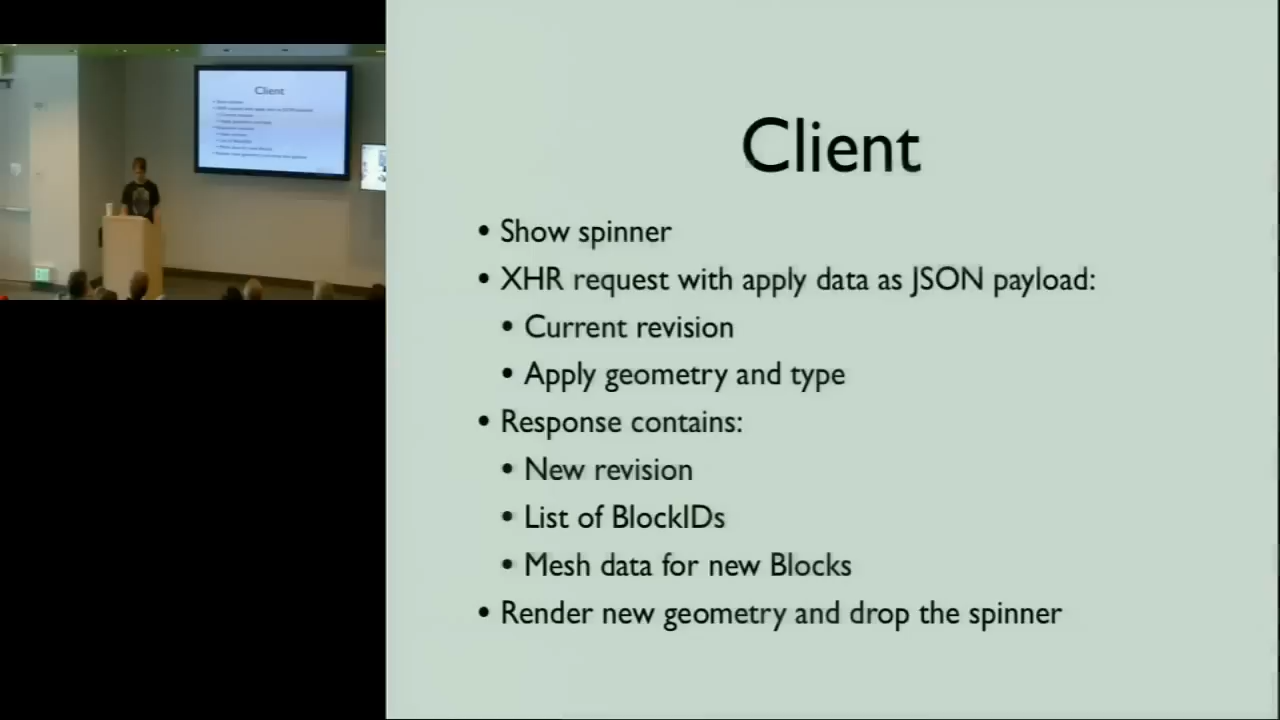 Client
• Show spinner
• XHR request with apply data as JSON payload:
• Current revision
• Apply geometry and type
• Response contains:
• New revision
• List of BlockIDs
• Mesh data for new Blocks
• Render new geometry and drop the spinner
Client